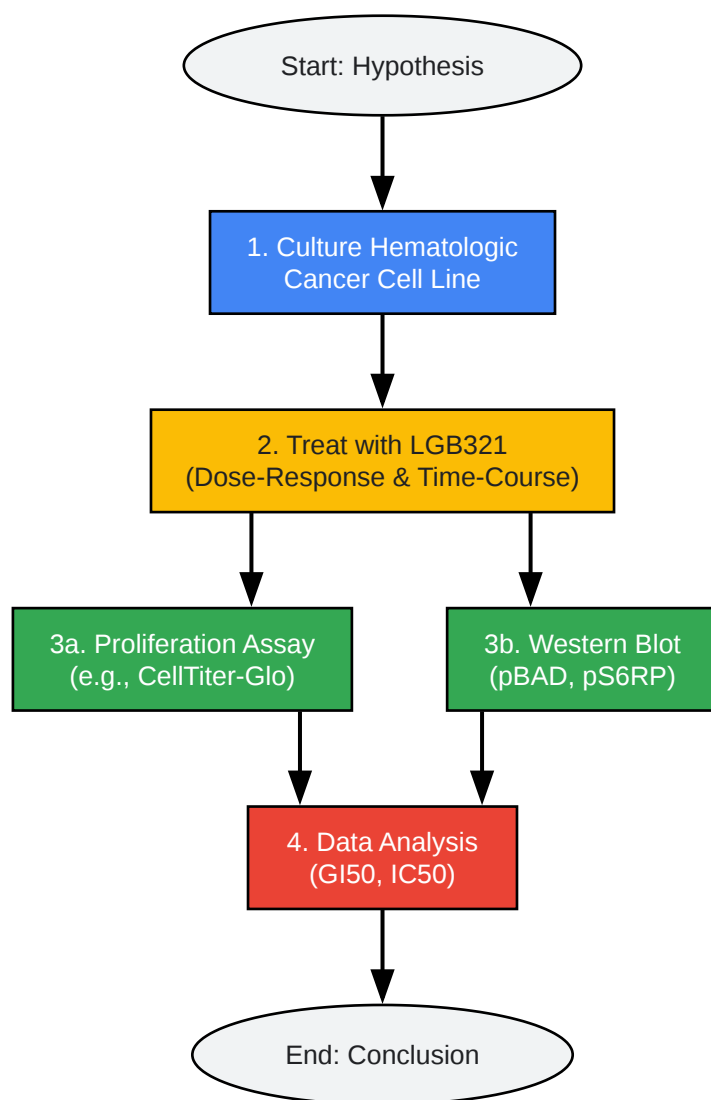 Start: Hypothesis
1. Culture Hematologic
Cancer Cell Line
2. Treat with LGB321
(Dose-Response & Time-Course)
3a. Proliferation Assay
(e.g., CellTiter-Glo)
3b. Western Blot
(pBAD, pS6RP)
4. Data Analysis
(GI50, IC50)
End: Conclusion